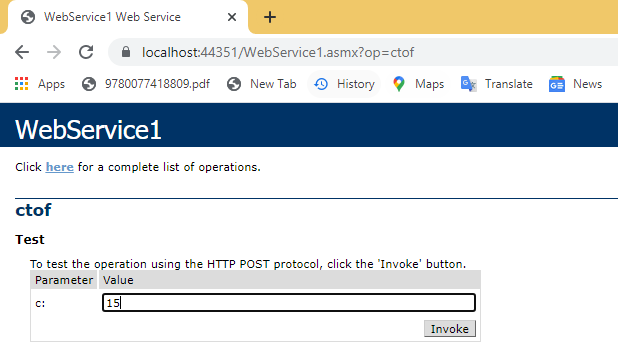 WebService1 Web Service
localhost:44351/WebService1.asmx?op=ctof
Apps 9780077418809.pdf New Tab History Maps Translate News
WebService1
Click here for a complete list of operations.
ctof
Test
To test the operation using the HTTP POST protocol, click the 'Invoke' button.
Parameter Value
c: 15
Invoke